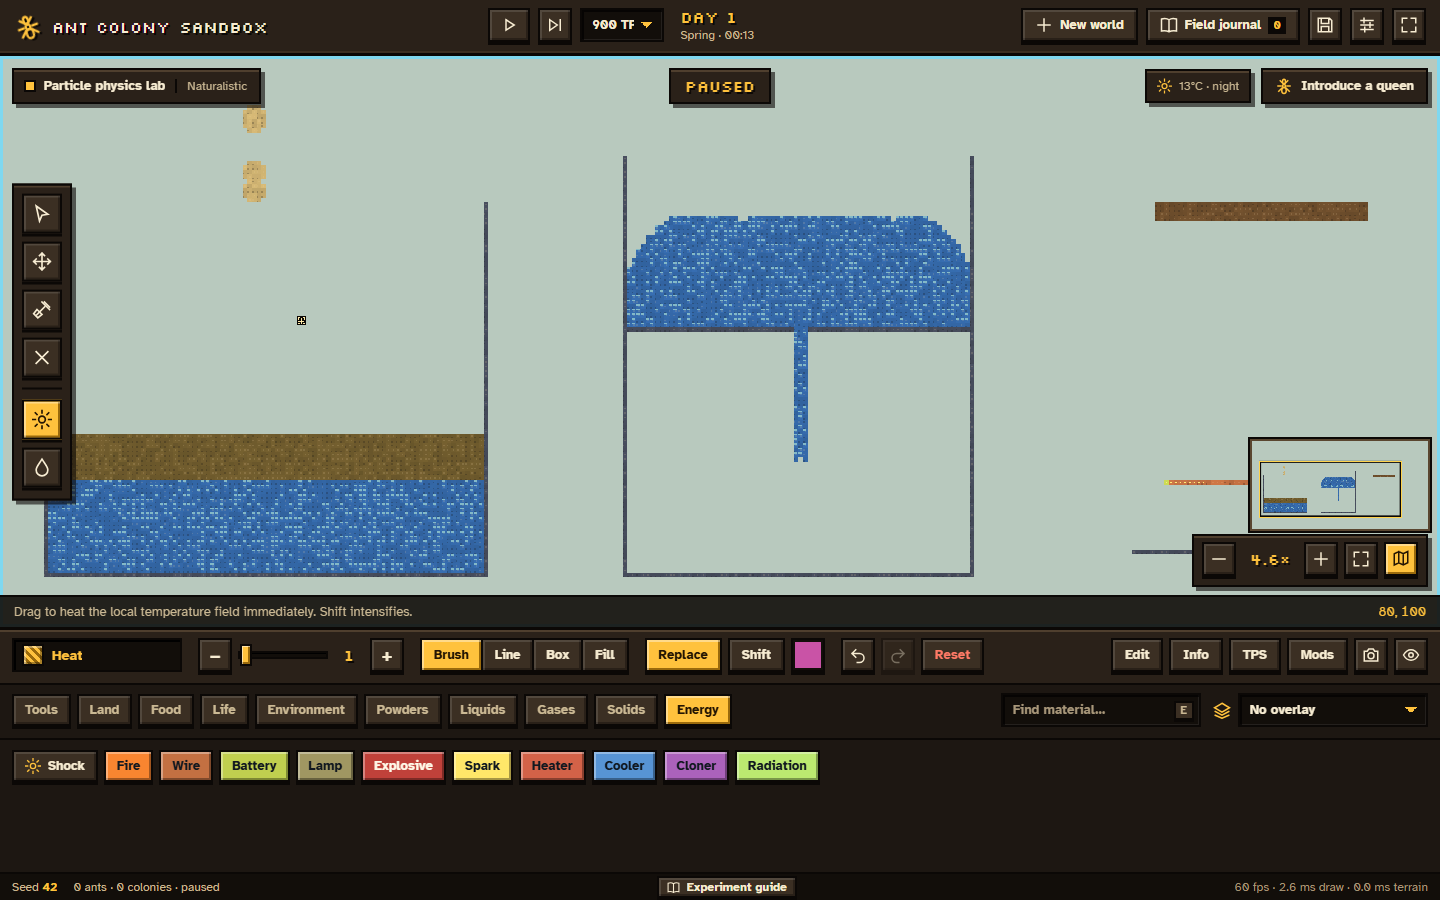 ANT COLONY SANDBOX
900 TF
DAY 1
Spring · 00:13
New world
Field journal 0
Particle physics lab
Naturalistic
PAUSED
13°C · night
Introduce a queen
4.6×
Drag to heat the local temperature field immediately. Shift intensifies.
80, 100
Heat
1
Brush
Line
Box
Fill
Replace
Shift
Reset
Edit
Info
TPS
Mods
Tools
Land
Food
Life
Environment
Powders
Liquids
Gases
Solids
Energy
Find material...
E
No overlay
Shock
Fire
Wire
Battery
Lamp
Explosive
Spark
Heater
Cooler
Cloner
Radiation
Seed 42
0 ants · 0 colonies · paused
Experiment guide
60 fps · 2.6 ms draw · 0.0 ms terrain